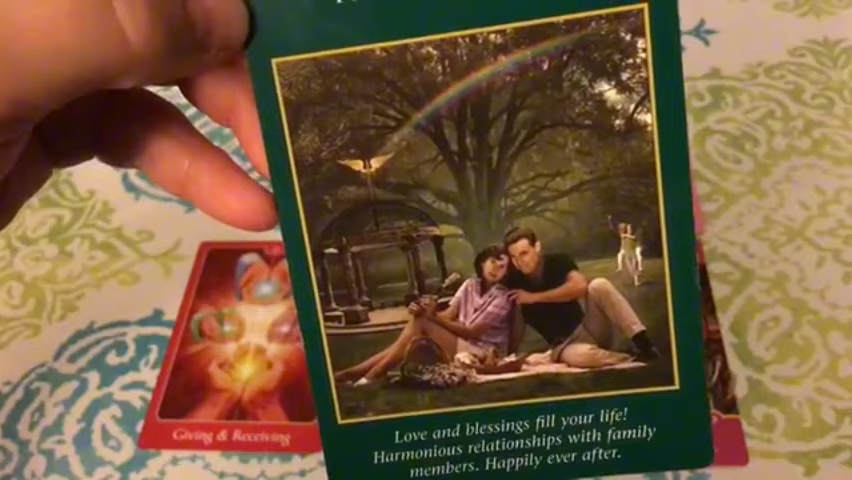 Love and blessings fill your life!
Harmonious relationships with family
members. Happily ever after.
Giving & Receiving